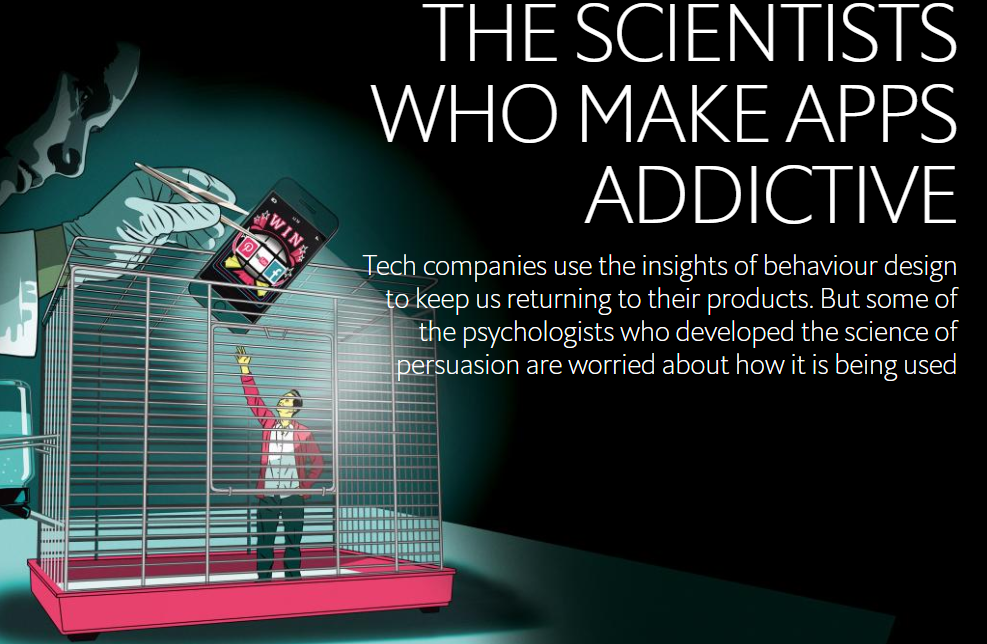 THE SCIENTISTS
WHO MAKE APPS
ADDICTIVE
Tech companies use the insights of behaviour design
to keep us returning to their products. But some of
the psychologists who developed the science of
persuasion are worried about how it is being used
WIN